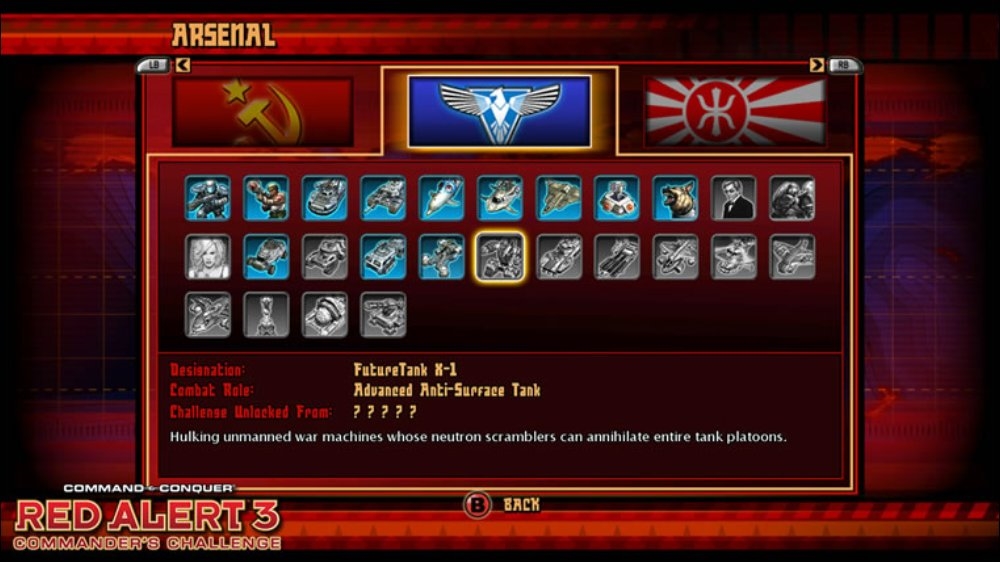 ARSENAL
LB
RB
Designation: FutureTank X-1
Combat Role: Advanced Anti-Surface Tank
Challenge Unlocked From: ? ? ? ? ?
Hulking unmanned war machines whose neutron scramblers can annihilate entire tank platoons.
B BACK
COMMAND & CONQUER
RED ALERT 3
COMMANDER'S CHALLENGE